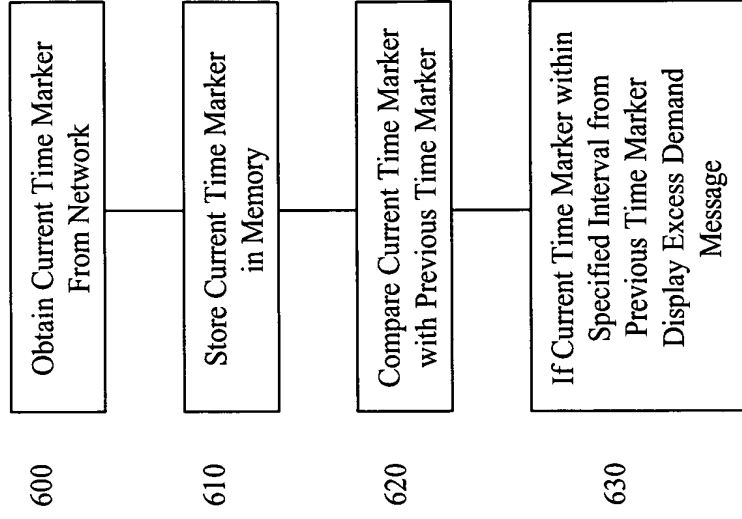 600
Obtain Current Time Marker
From Network
610
Store Current Time Marker
in Memory
620
Compare Current Time Marker
with Previous Time Marker
630
If Current Time Marker within
Specified Interval from
Previous Time Marker
Display Excess Demand
Message